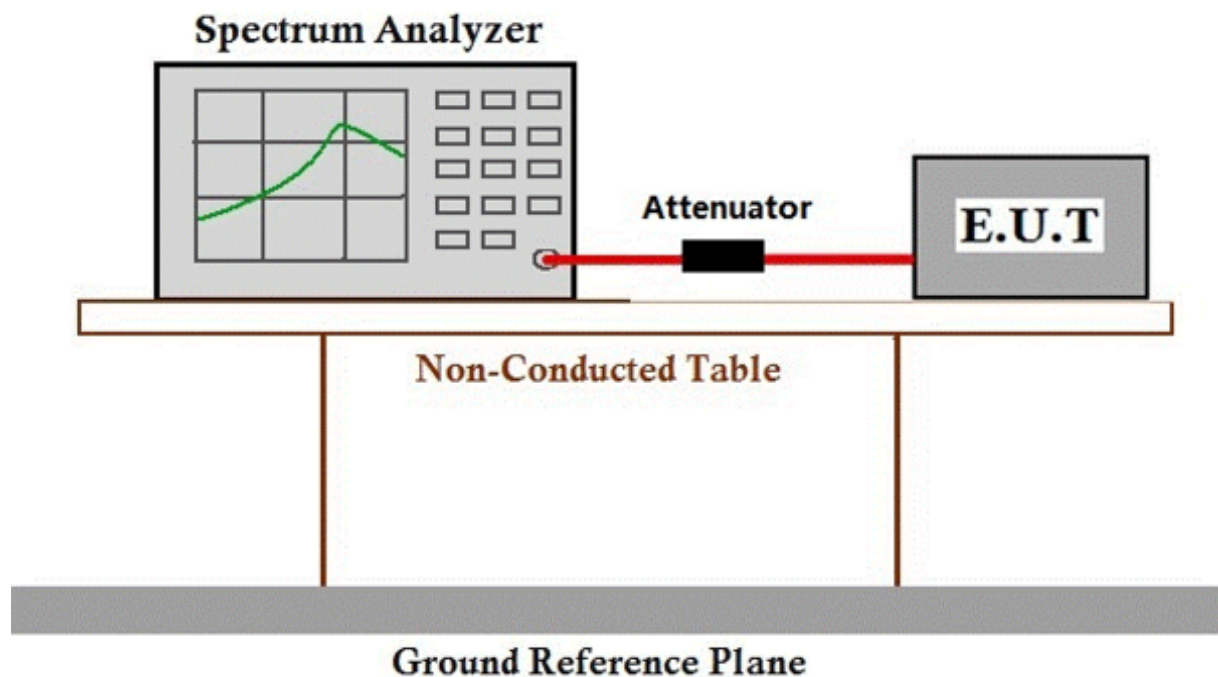 Spectrum Analyzer
Attenuator
E.U.T
Non-Conducted Table
Ground Reference Plane